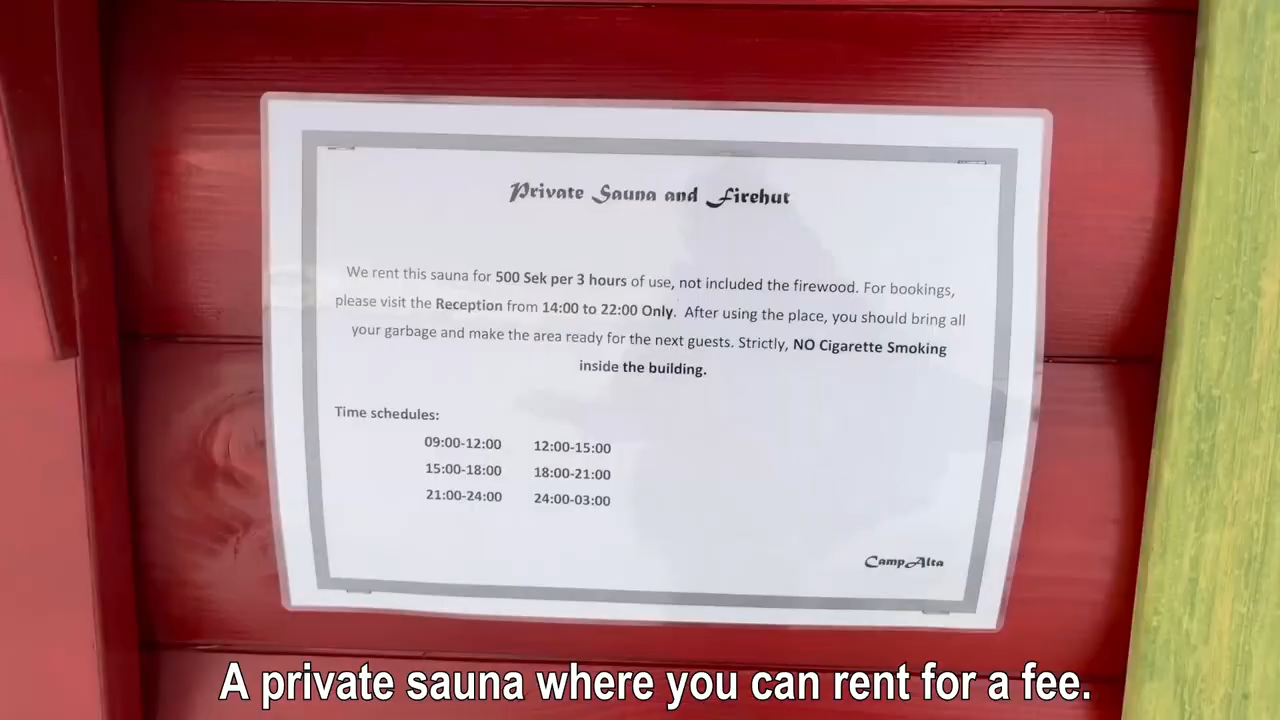 Private Sauna and Firehut
We rent this sauna for 500 Sek per 3 hours of use, not included the firewood. For bookings,
please visit the Reception from 14:00 to 22:00 Only. After using the place, you should bring all
your garbage and make the area ready for the next guests. Strictly, NO Cigarette Smoking
inside the building.
Time schedules:
09:00-12:00 12:00-15:00
15:00-18:00 18:00-21:00
21:00-24:00 24:00-03:00
CampAlta
A private sauna where you can rent for a fee.